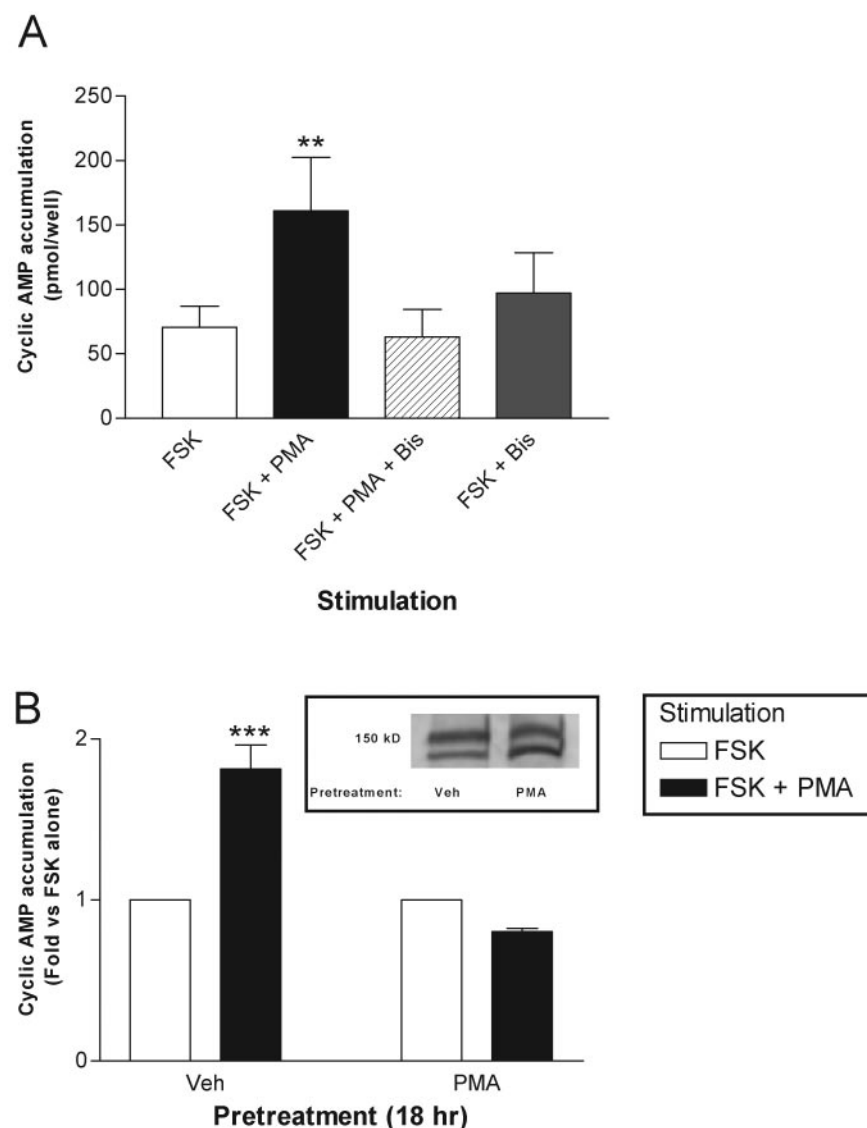 A
250
200
150
100
50
0
Cyclic AMP accumulation
(pmol/well)
**
FSK
FSK + PMA
FSK + PMA + Bis
FSK + Bis
Stimulation
B
2
1
0
Cyclic AMP accumulation
(Fold vs FSK alone)
***
150 kD
Pretreatment: Veh PMA
Stimulation
FSK
FSK + PMA
Veh PMA
Pretreatment (18 hr)